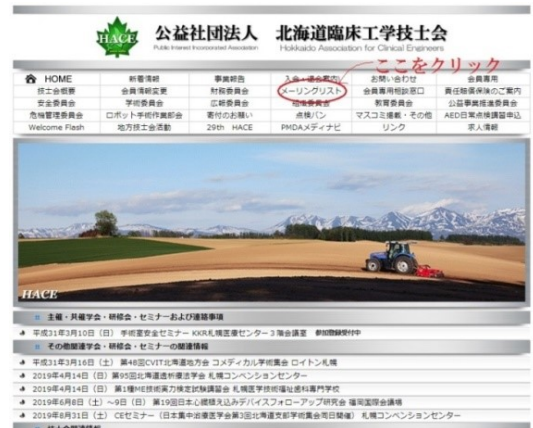 HACE 公益社団法人 北海道臨床工学技士会
Public Interest Incorporated Association Hokkaido Association for Clinical Engineers
ここをクリック
HOME 新着情報 事業報告 入会・退会案内 お問い合わせ 会員専用
技士会概要 会員情報変更 財務委員会 メーリングリスト 会員専用相談窓口 責任賠償保険のご案内
安全委員会 学術委員会 広報委員会 福祉委員会 教育委員会 公益事業推進委員会
危機管理委員会 ロボット手術作業部会 寄付のお願い 点検バン マスコミ掲載・その他 AED日常点検講習申込
Welcome Flash 地方技士会活動 29th HACE PMDAメディナビ リンク 求人情報
HACE
主催・共催学会・研修会・セミナーおよび連絡事項
平成31年3月10日（日） 手術室安全セミナー KKR札幌医療センター３階会議室 参加登録受付中
その他関連学会・研修会・セミナーの関連情報
平成31年3月16日（土） 第48回CVIT北海道地方会 コメディカル学術集会 ロイトン札幌
2019年4月14日（日） 第95回北海道透析療法学会 札幌コンベンションセンター
2019年4月14日（日） 第１種ME技術実力検定試験講習会 札幌医学技術福祉歯科専門学校
2019年6月8日（土）～9日（日） 第19回日本心臓植え込みデバイスフォローアップ研究会 福岡国際会議場
2019年8月31日（土） CEセミナー（日本集中治療医学会第3回北海道支部学術集会同日開催） 札幌コンベンションセンター